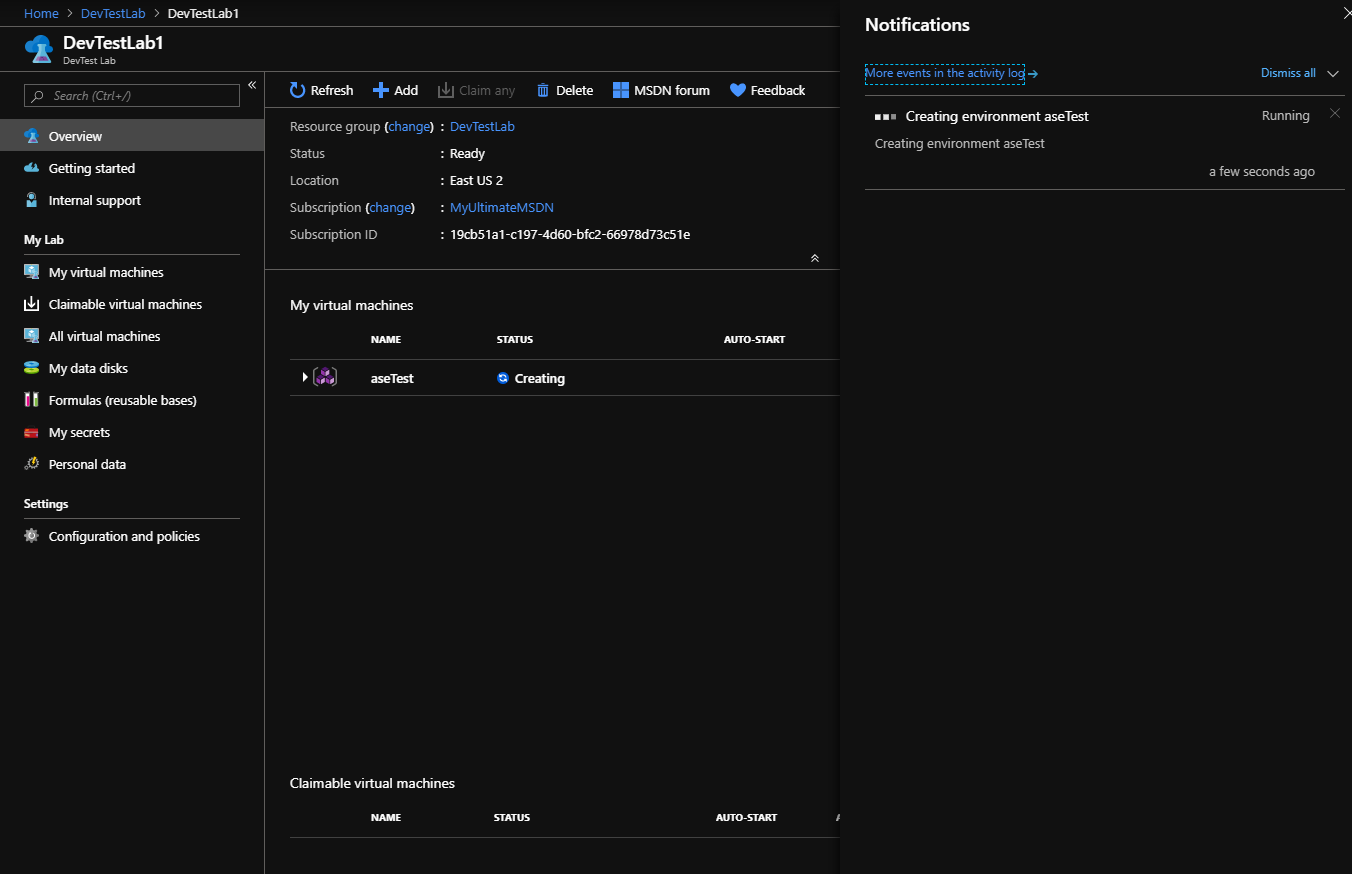 Home > DevTestLab > DevTestLab1
DevTestLab1
DevTest Lab
Search (Ctrl+/)
«
Overview
Getting started
Internal support
My Lab
My virtual machines
Claimable virtual machines
All virtual machines
My data disks
Formulas (reusable bases)
My secrets
Personal data
Settings
Configuration and policies
Refresh Add Claim any Delete MSDN forum Feedback
Resource group (change) : DevTestLab
Status : Ready
Location : East US 2
Subscription (change) : MyUltimateMSDN
Subscription ID : 19cb51a1-c197-4d60-bfc2-66978d73c51e
My virtual machines
NAME STATUS AUTO-START
aseTest Creating
Claimable virtual machines
NAME STATUS AUTO-START
Notifications
More events in the activity log → Dismiss all
Creating environment aseTest Running
Creating environment aseTest
a few seconds ago